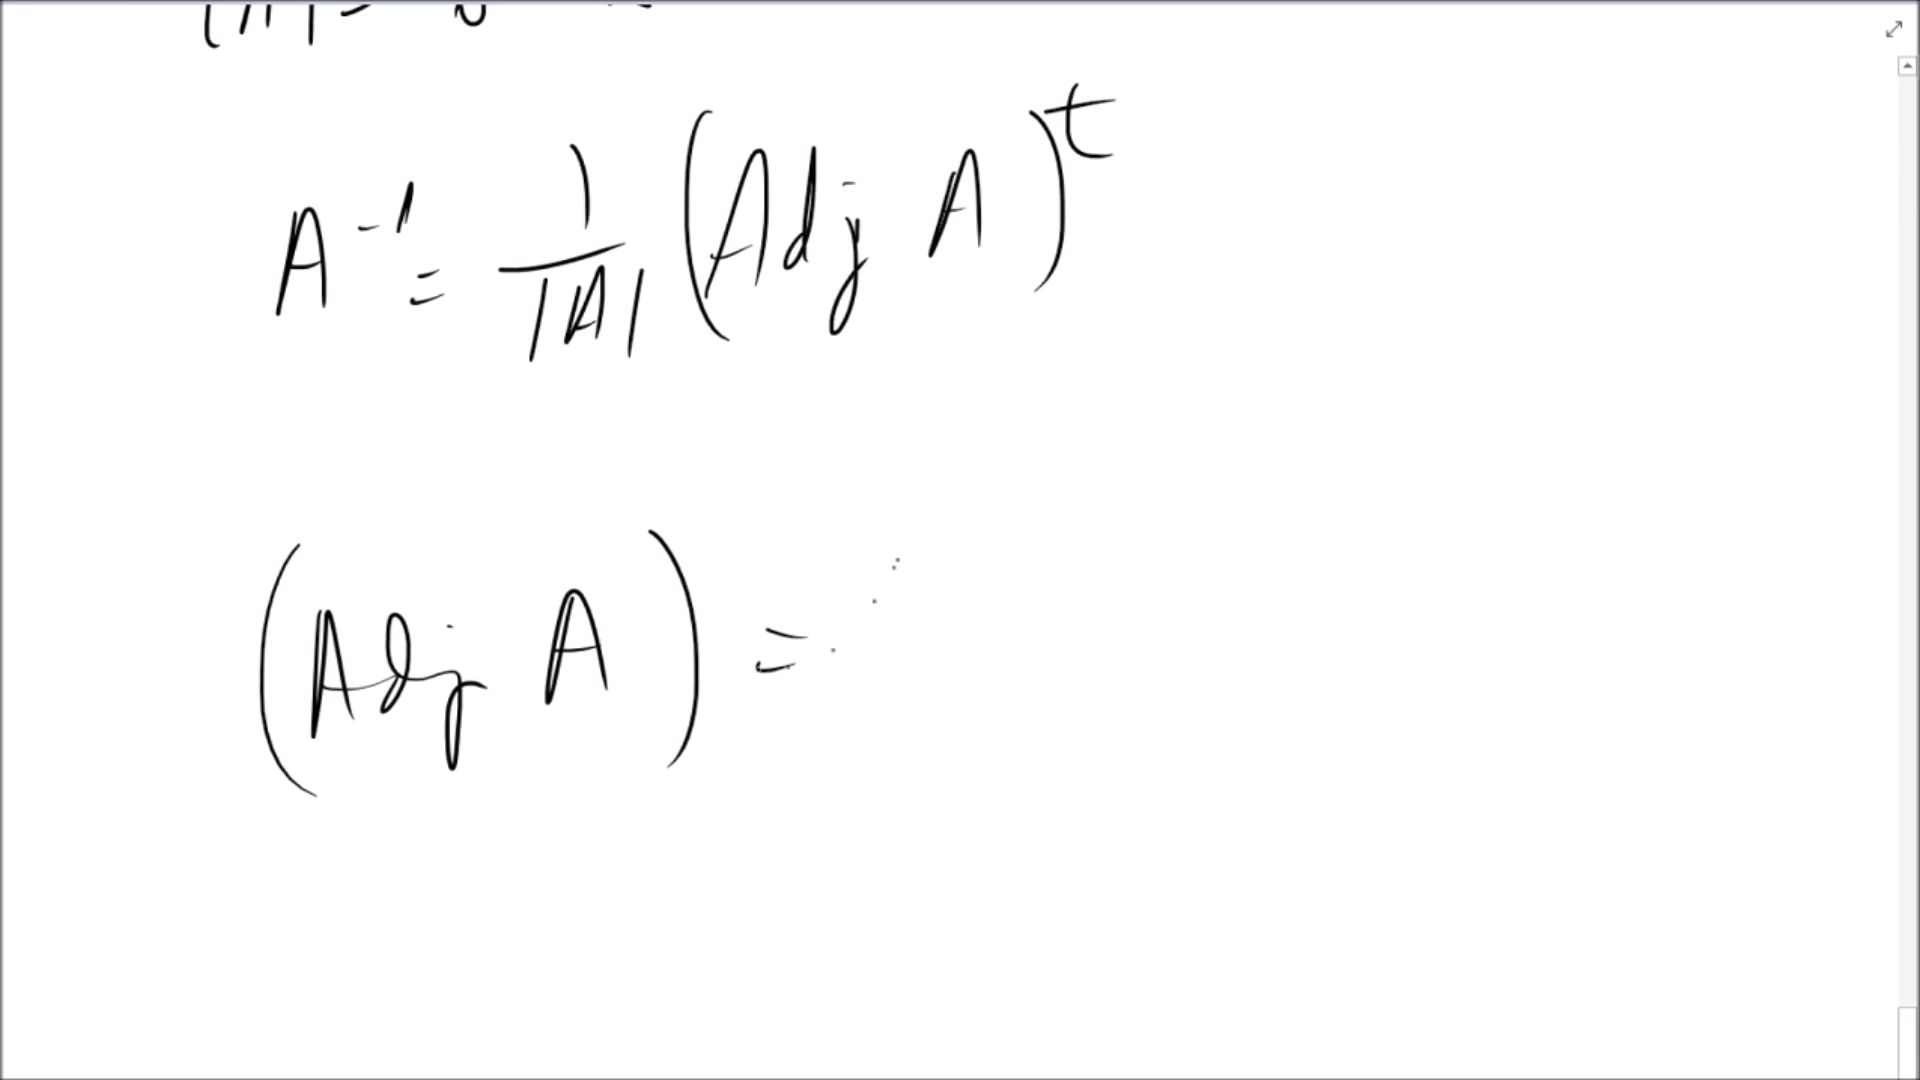 A⁻¹ = 1/|A| (Adj A)ᵗ
(Adj A) =